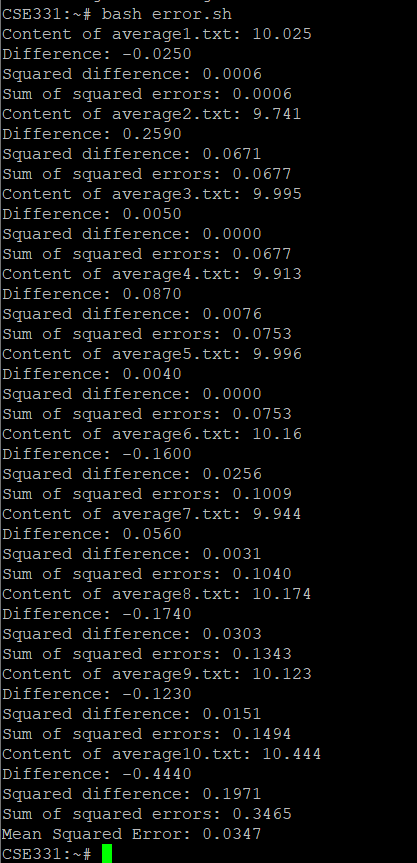 CSE331:~# bash error.sh
Content of average1.txt: 10.025
Difference: -0.0250
Squared difference: 0.0006
Sum of squared errors: 0.0006
Content of average2.txt: 9.741
Difference: 0.2590
Squared difference: 0.0671
Sum of squared errors: 0.0677
Content of average3.txt: 9.995
Difference: 0.0050
Squared difference: 0.0000
Sum of squared errors: 0.0677
Content of average4.txt: 9.913
Difference: 0.0870
Squared difference: 0.0076
Sum of squared errors: 0.0753
Content of average5.txt: 9.996
Difference: 0.0040
Squared difference: 0.0000
Sum of squared errors: 0.0753
Content of average6.txt: 10.16
Difference: -0.1600
Squared difference: 0.0256
Sum of squared errors: 0.1009
Content of average7.txt: 9.944
Difference: 0.0560
Squared difference: 0.0031
Sum of squared errors: 0.1040
Content of average8.txt: 10.174
Difference: -0.1740
Squared difference: 0.0303
Sum of squared errors: 0.1343
Content of average9.txt: 10.123
Difference: -0.1230
Squared difference: 0.0151
Sum of squared errors: 0.1494
Content of average10.txt: 10.444
Difference: -0.4440
Squared difference: 0.1971
Sum of squared errors: 0.3465
Mean Squared Error: 0.0347
CSE331:~#